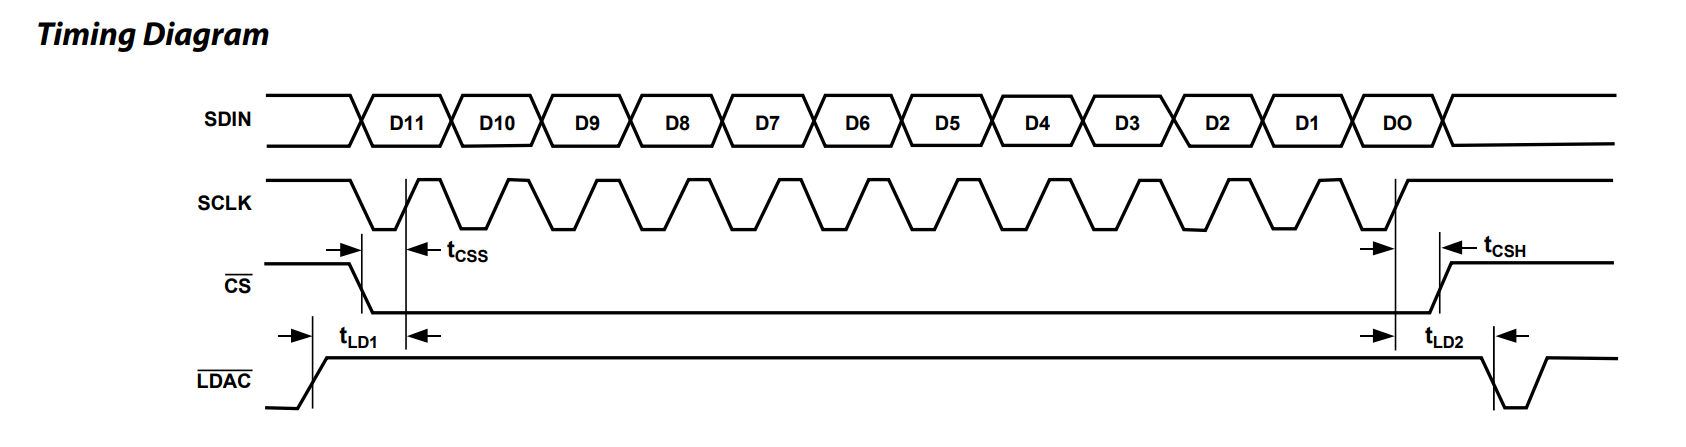 Timing Diagram
SDIN D11 D10 D9 D8 D7 D6 D5 D4 D3 D2 D1 DO
SCLK
tCSS tCSH
CS
tLD1 tLD2
LDAC